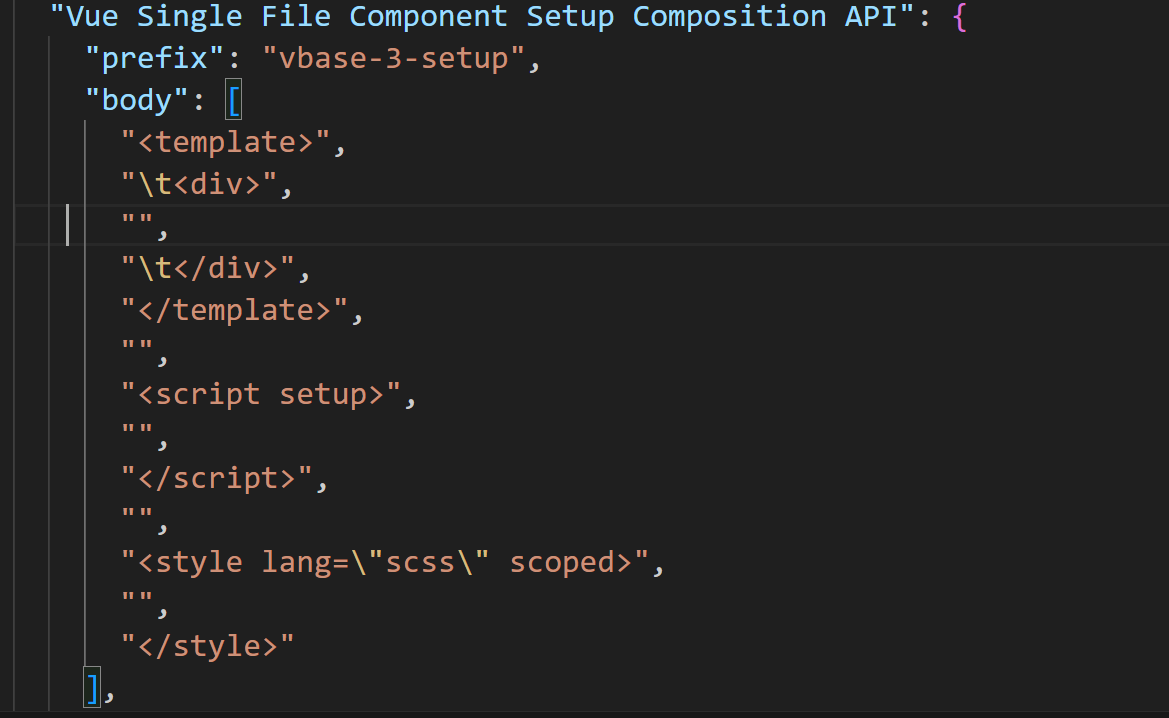 "Vue Single File Component Setup Composition API": {
"prefix": "vbase-3-setup",
"body": [
"<template>",
"\t<div>",
"",
"\t</div>",
"</template>",
"",
"<script setup>",
"",
"</script>",
"",
"<style lang=\"scss\" scoped>",
"",
"</style>"
],